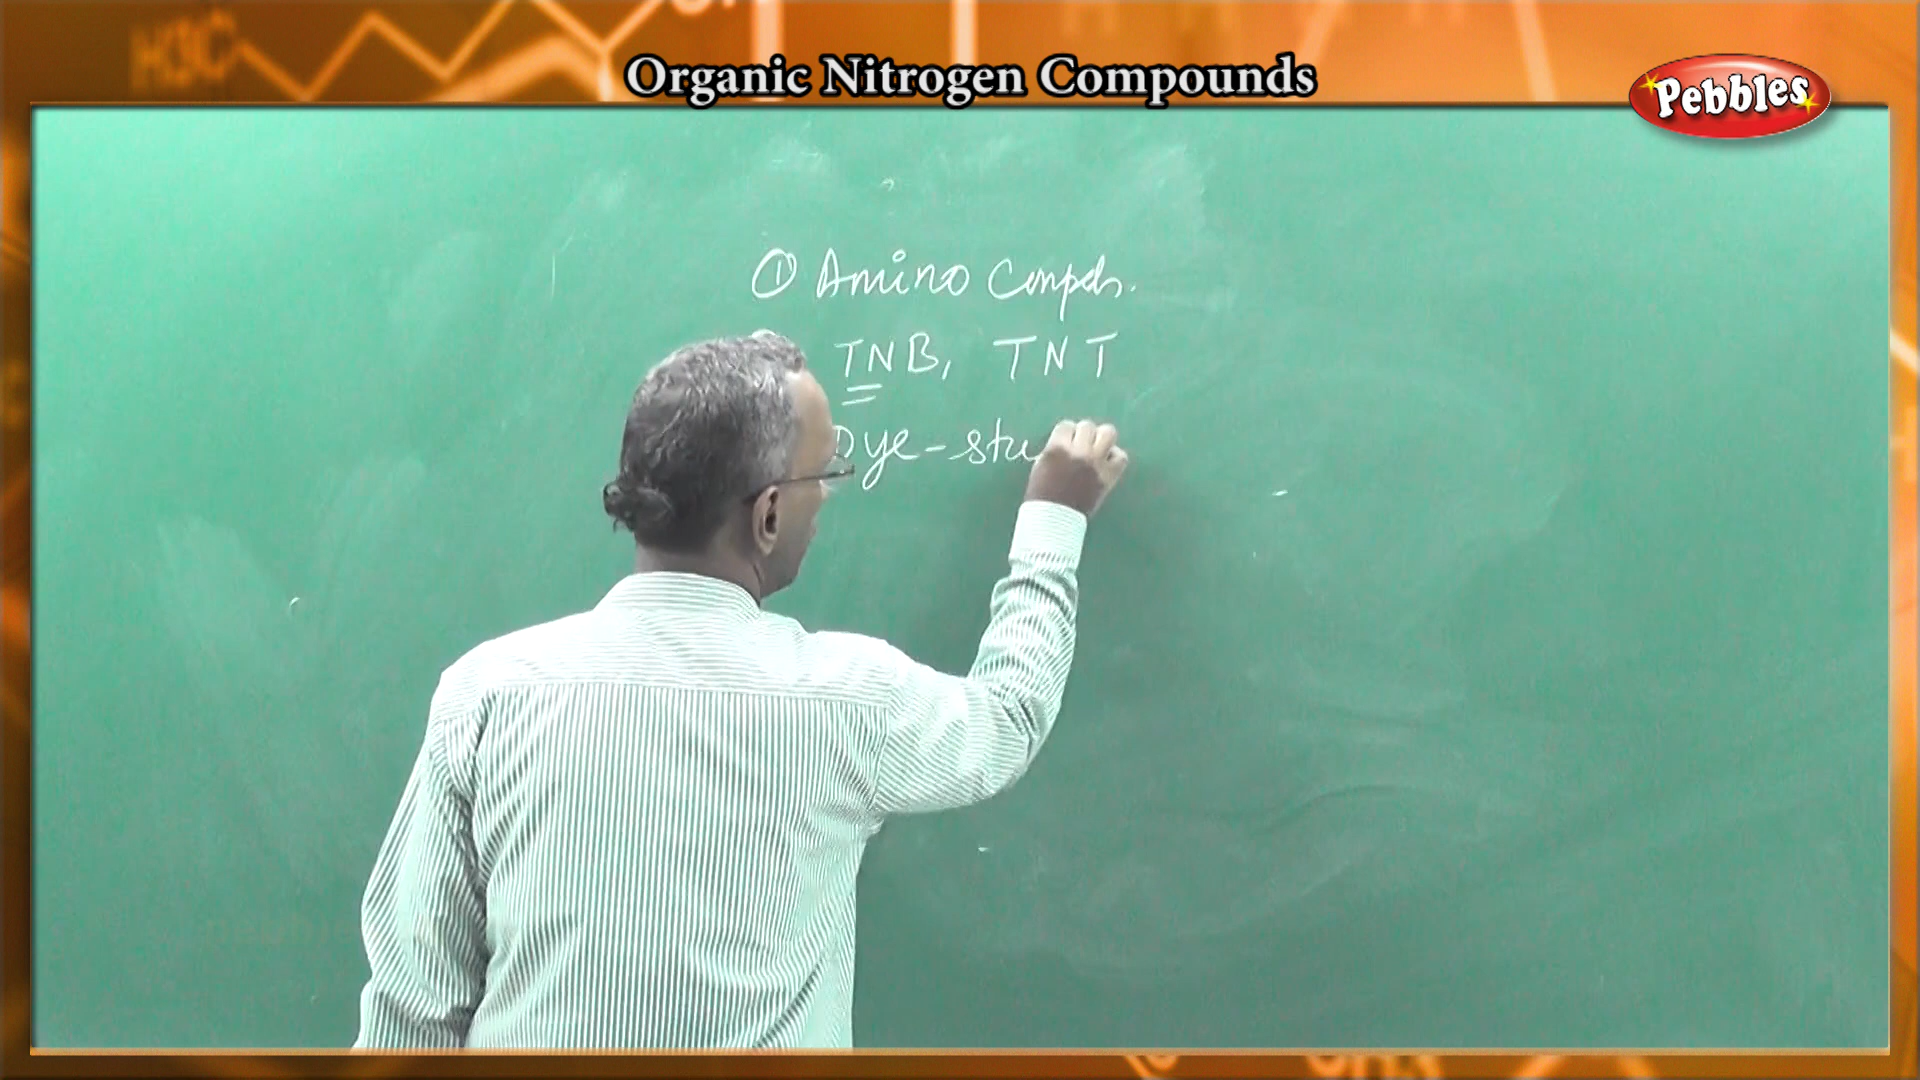 Organic Nitrogen Compounds
Pebbles
① Amino Compds.
TNB, TNT
Dye-stu